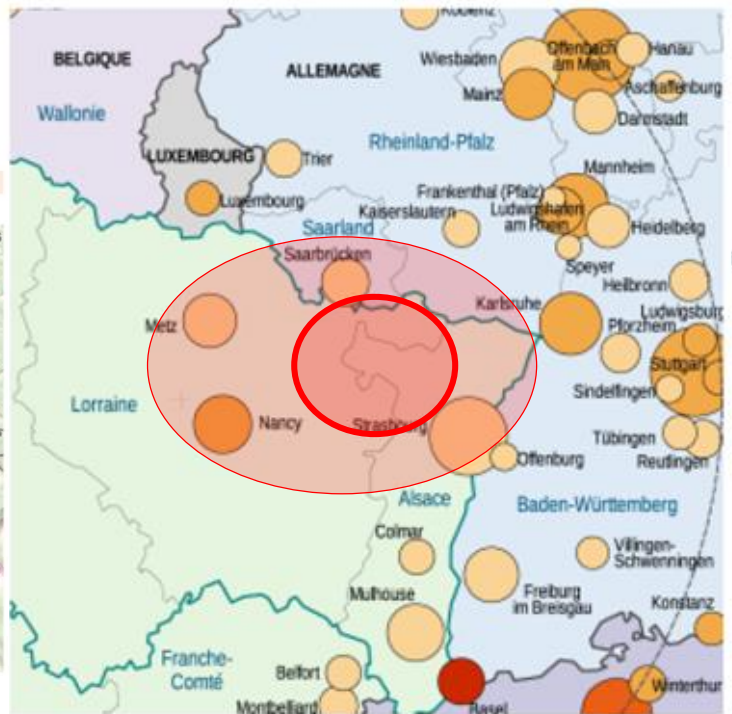 Koblenz
BELGIQUE
ALLEMAGNE
Wiesbaden
Offenbach
am Main
Hanau
Mainz
Aschaffenburg
Wallonie
Darmstadt
Rheinland-Pfalz
LUXEMBOURG
Trier
Mannheim
Luxembourg
Frankenthal (Pfalz)
Kaiserslautern
Ludwigshafen
am Rhein
Heidelberg
Saarland
Saarbrücken
Speyer
Heilbronn
Metz
Karlsruhe
Ludwigsburg
Pforzheim
Stuttgart
Sindelfingen
Lorraine
Nancy
Strasbourg
Tübingen
Reutlingen
Offenburg
Alsace
Baden-Württemberg
Colmar
Villingen-
Schwenningen
Mulhouse
Freiburg
im Breisgau
Konstanz
Franche-
Comté
Belfort
Winterthur
Montbelliard
Basel